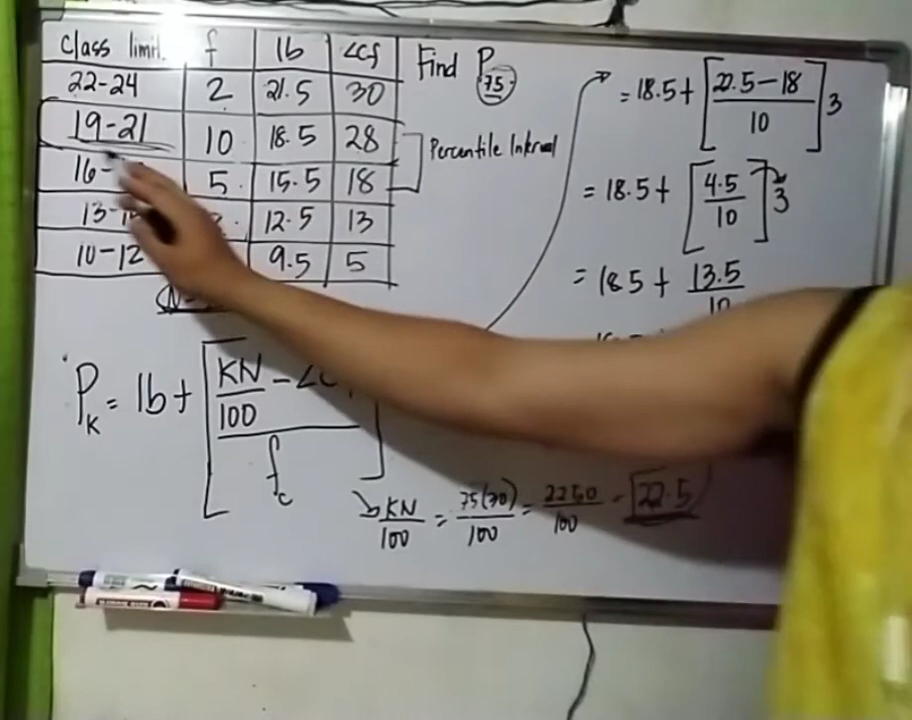 Class limit f lb <cf
22-24 2 21.5 30
19-21 10 18.5 28
16- 5 15.5 18
13- 12.5 13
10-12 9.5 5
Find P75
Percentile Interval
Pk = lb + [KN/100 - <c
fc
KN/100 = 75(30)/100 = 2250/100 = 22.5
= 18.5 + [22.5-18/10] 3
= 18.5 + [4.5/10] 3
= 18.5 + 13.5/10